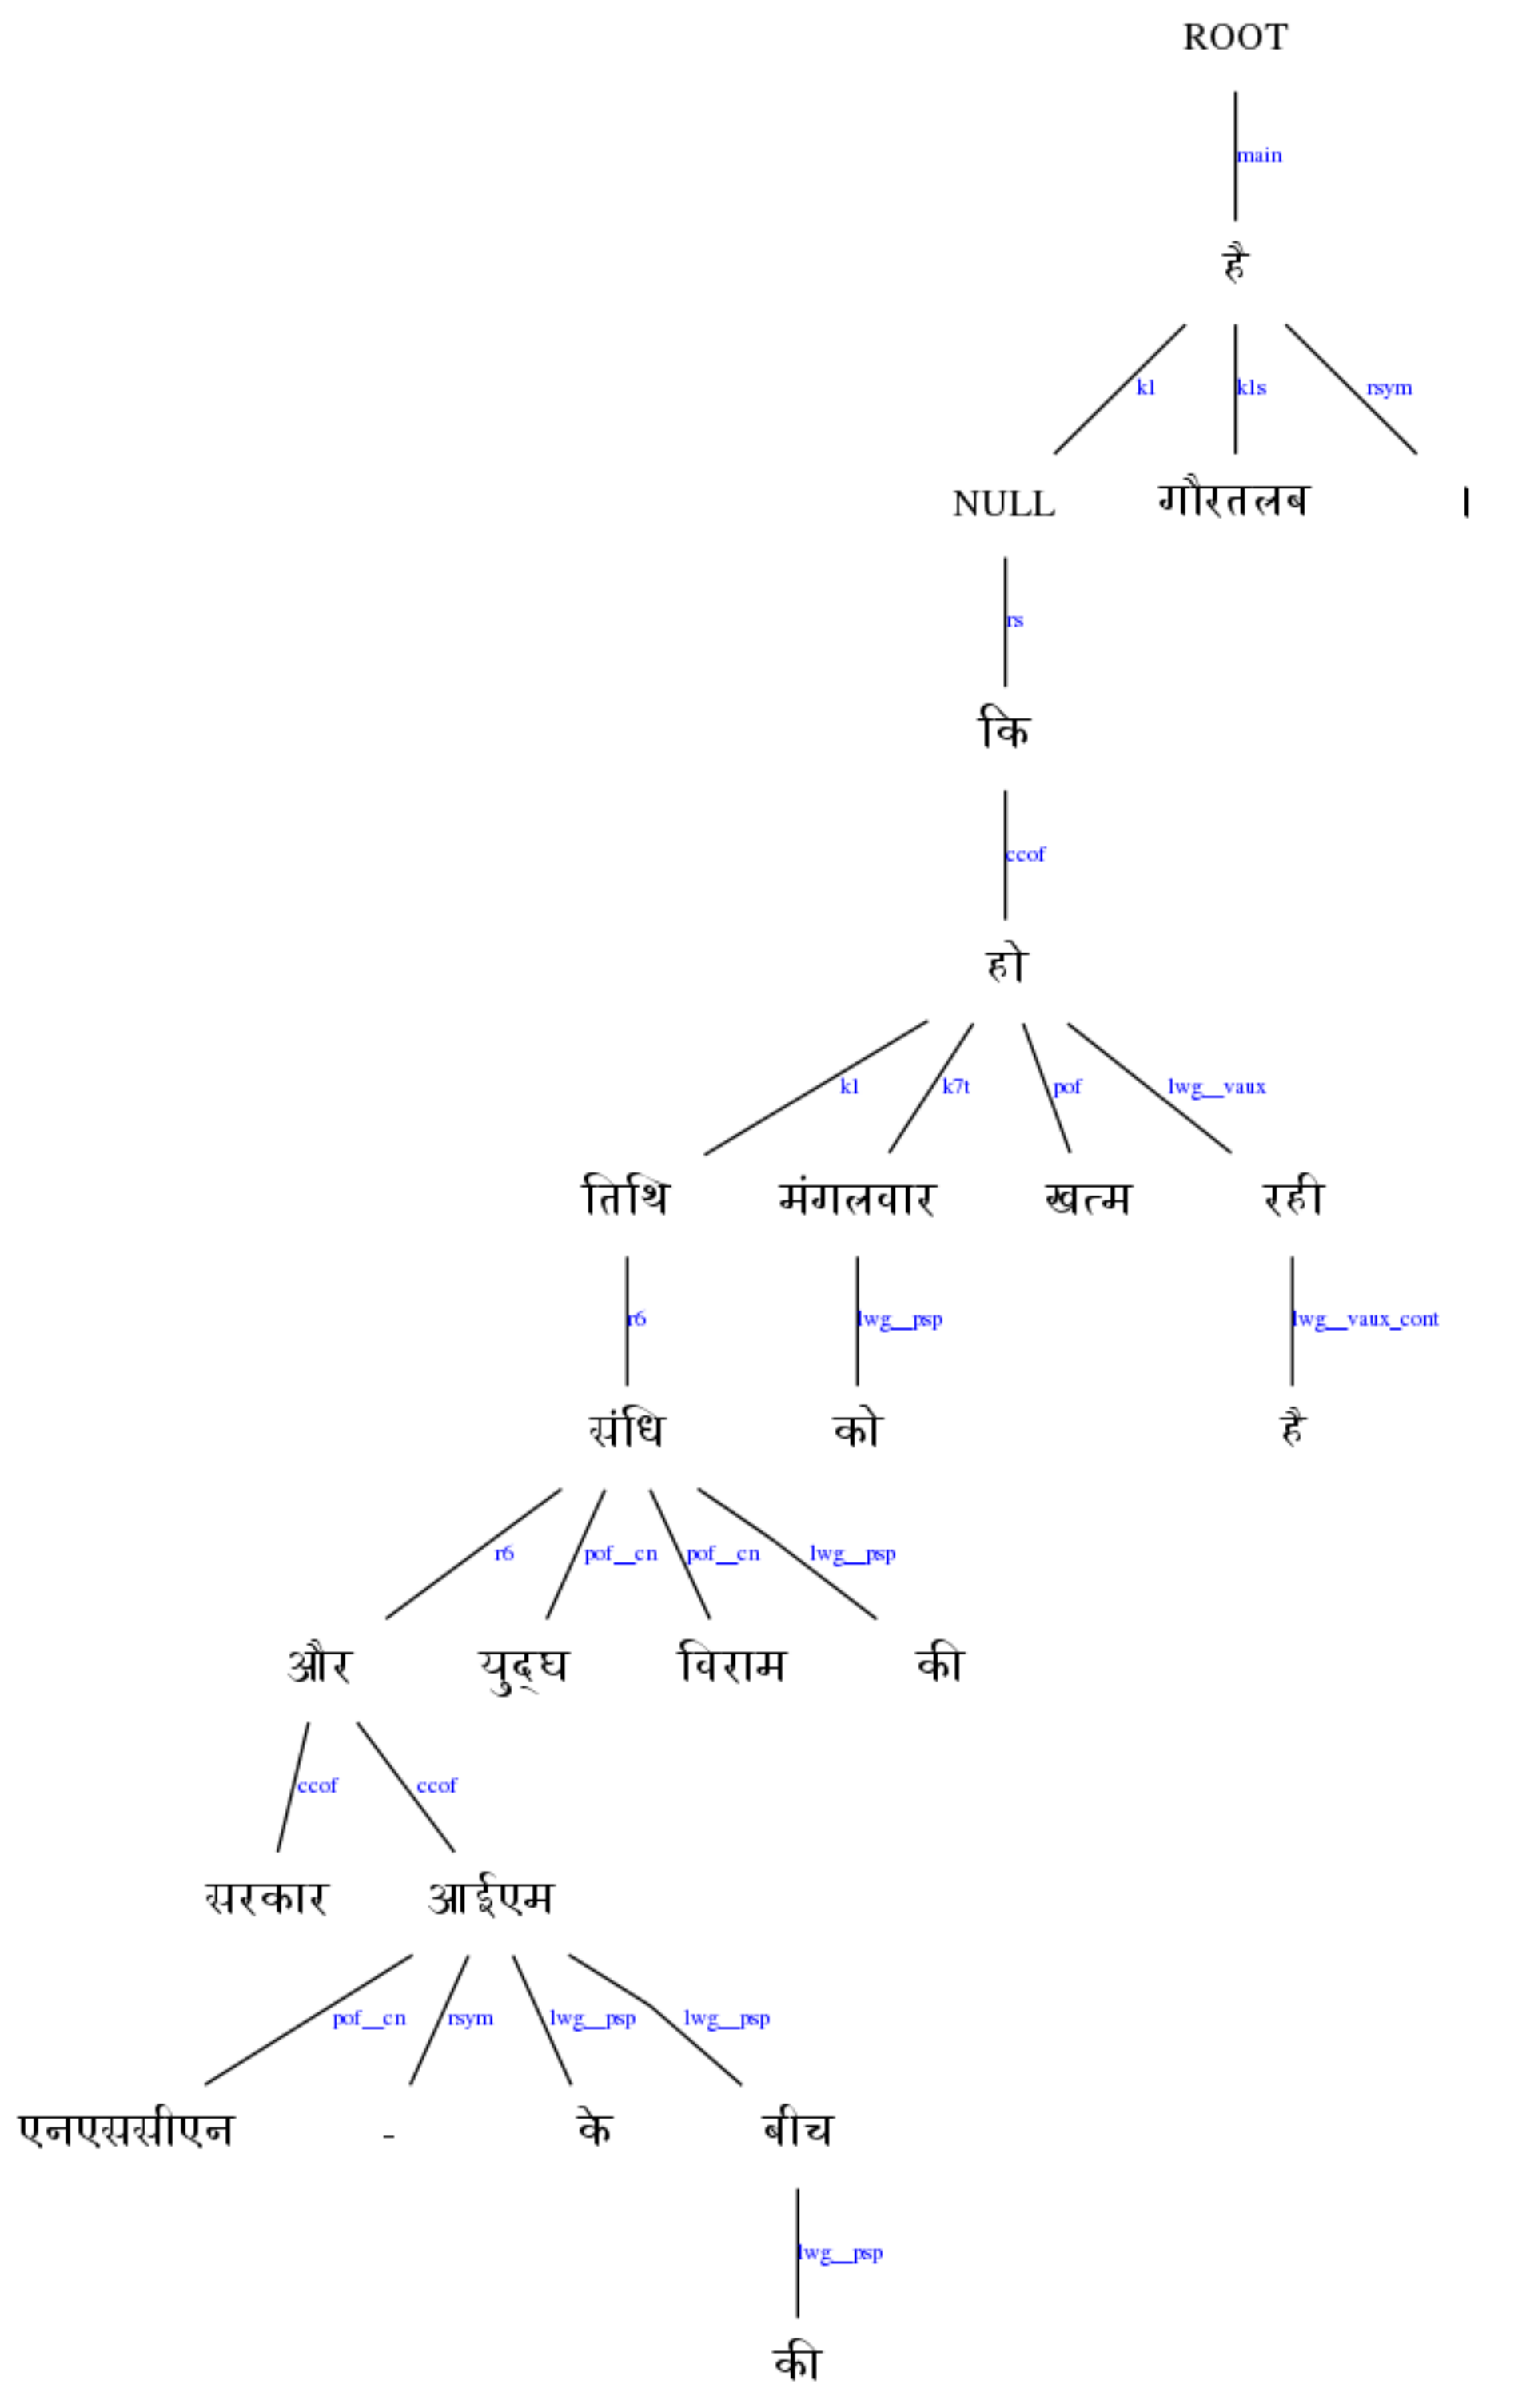 ROOT
main
है
k1 k1s rsym
NULL गौरतलब ।
rs
कि
ccof
हो
k1 k7t pof lwg__vaux
तिथि मंगलवार खत्म रही
r6 lwg__psp lwg__vaux_cont
संधि को है
r6 pof__cn pof__cn lwg__psp
और युद्घ विराम की
ccof ccof
सरकार आईएम
pof__cn rsym lwg__psp lwg__psp
एनएससीएन - के बीच
lwg__psp
की